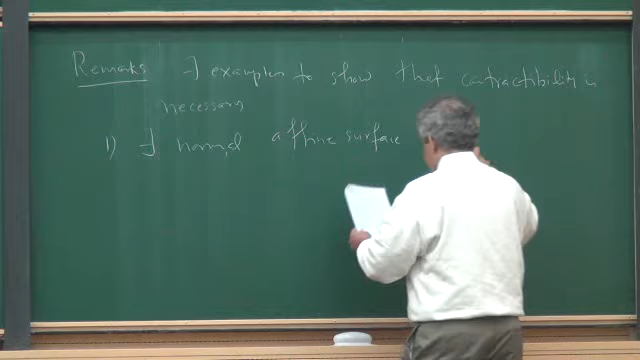 Remarks ∃ examples to show that contractibility is
necessary
1) ∃ normal affine surface